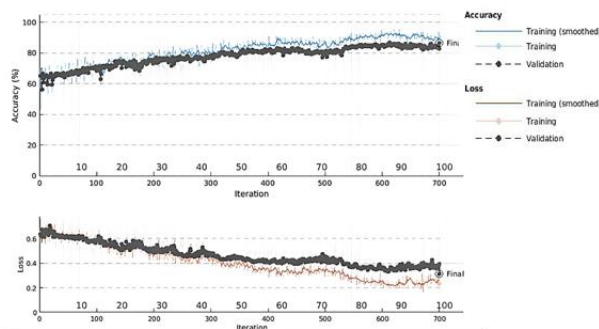 Accuracy (%)
100
80
60
40
20
0
Final
10 20 30 40 50 60 70 80 90 100
0 100 200 300 400 500 600 700
Iteration
Accuracy
Training (smoothed
Training
Validation
Loss
Training (smoothed
Training
Validation
Loss
0.6
0.4
0.2
0
Final
10 20 30 40 50 60 70 80 90 100
0 100 200 300 400 500 600 700
Iteration